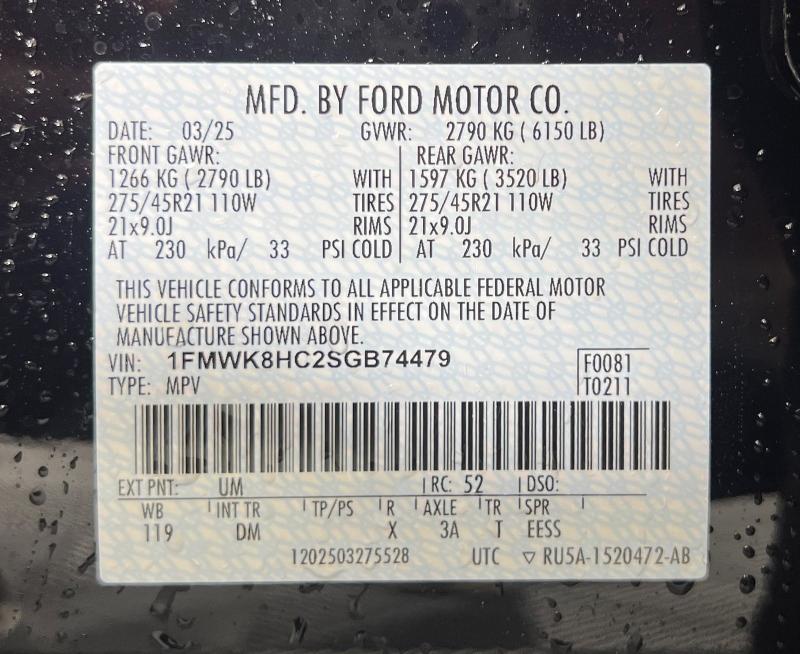 MFD. BY FORD MOTOR CO.
DATE: 03/25 GVWR: 2790 KG ( 6150 LB)
FRONT GAWR: REAR GAWR:
1266 KG ( 2790 LB) WITH 1597 KG ( 3520 LB) WITH
275/45R21 110W TIRES 275/45R21 110W TIRES
21x9.0J RIMS 21x9.0J RIMS
AT 230 kPa/ 33 PSI COLD AT 230 kPa/ 33 PSI COLD
THIS VEHICLE CONFORMS TO ALL APPLICABLE FEDERAL MOTOR
VEHICLE SAFETY STANDARDS IN EFFECT ON THE DATE OF
MANUFACTURE SHOWN ABOVE.
VIN: 1FMWK8HC2SGB74479 F0081
TYPE: MPV T0211
EXT PNT: UM RC: 52 DSO:
WB INT TR TP/PS R AXLE TR SPR
119 DM X 3A T EESS
1202503275528 UTC ▽ RU5A-1520472-AB